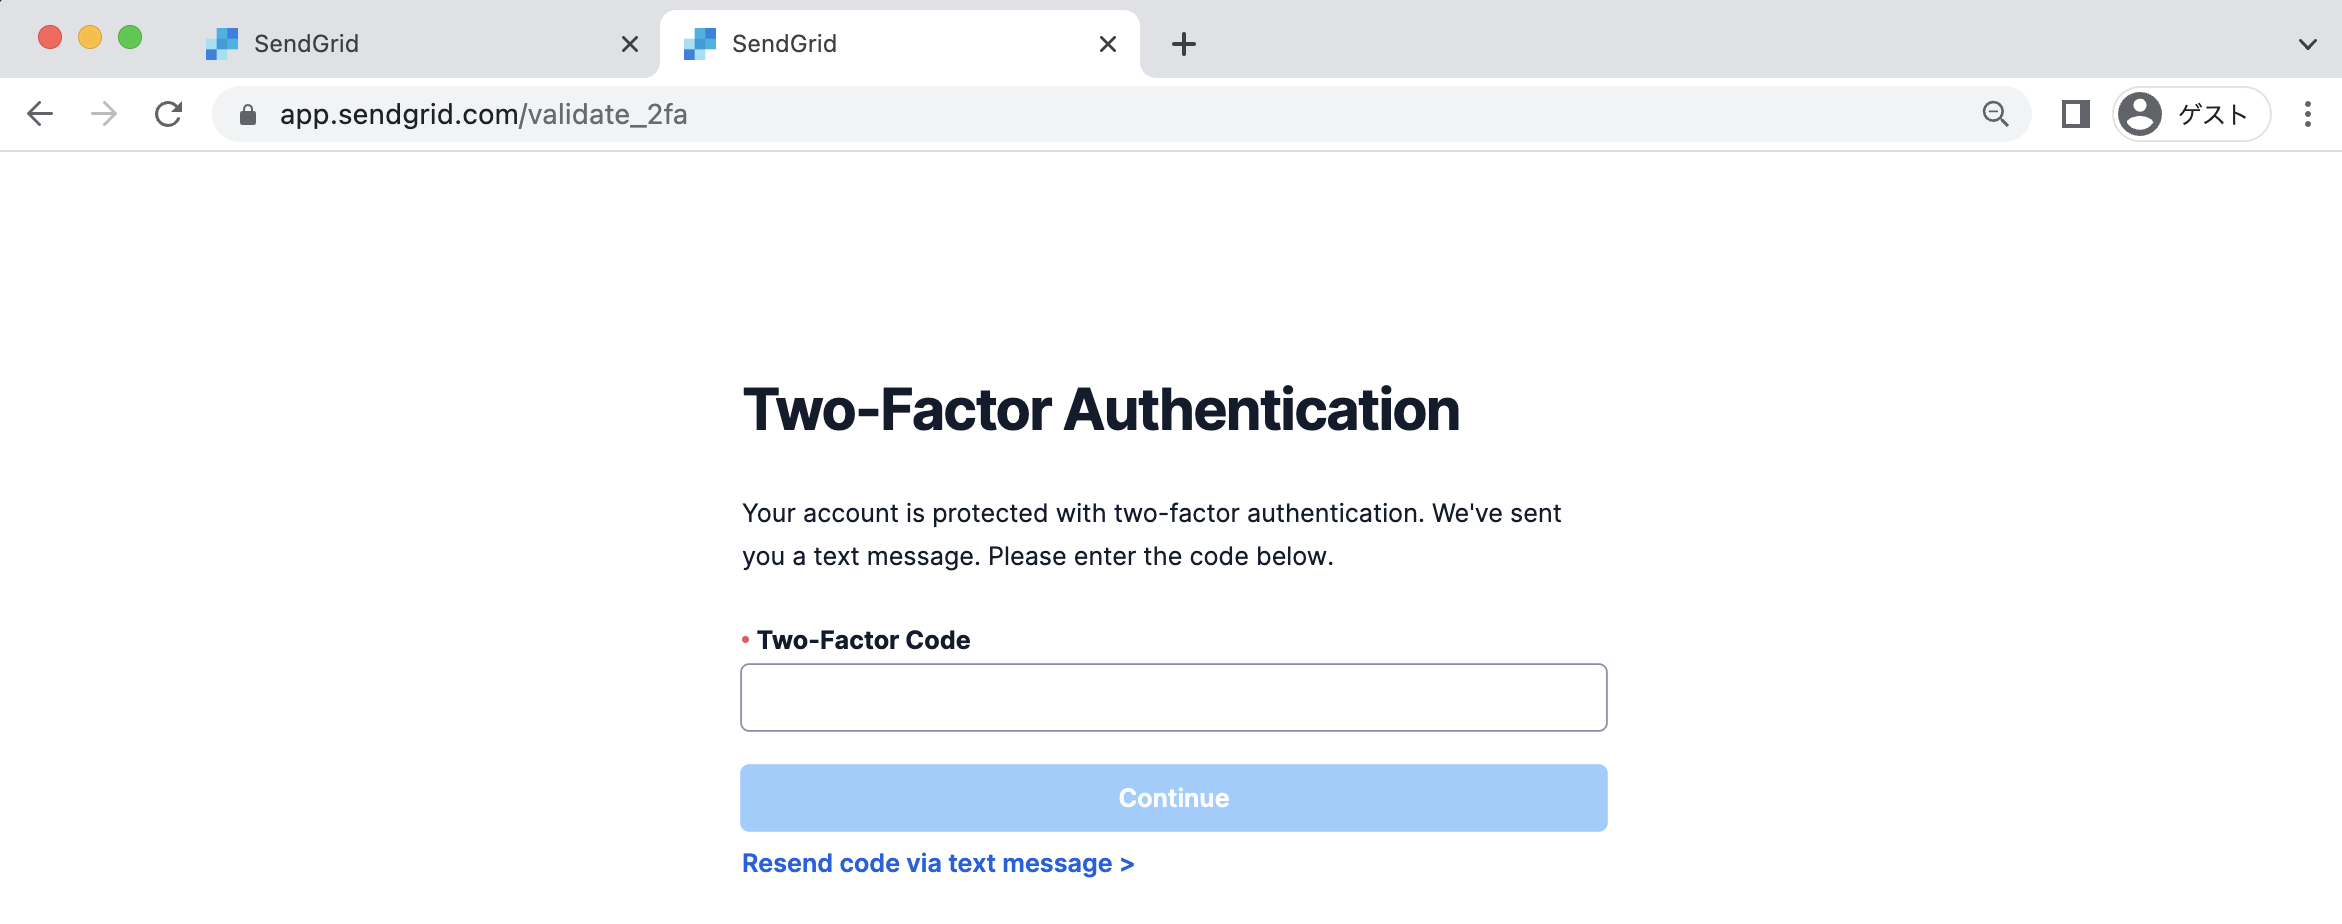 SendGrid
SendGrid
app.sendgrid.com/validate_2fa
ゲスト
Two-Factor Authentication
Your account is protected with two-factor authentication. We've sent
you a text message. Please enter the code below.
• Two-Factor Code
Continue
Resend code via text message >